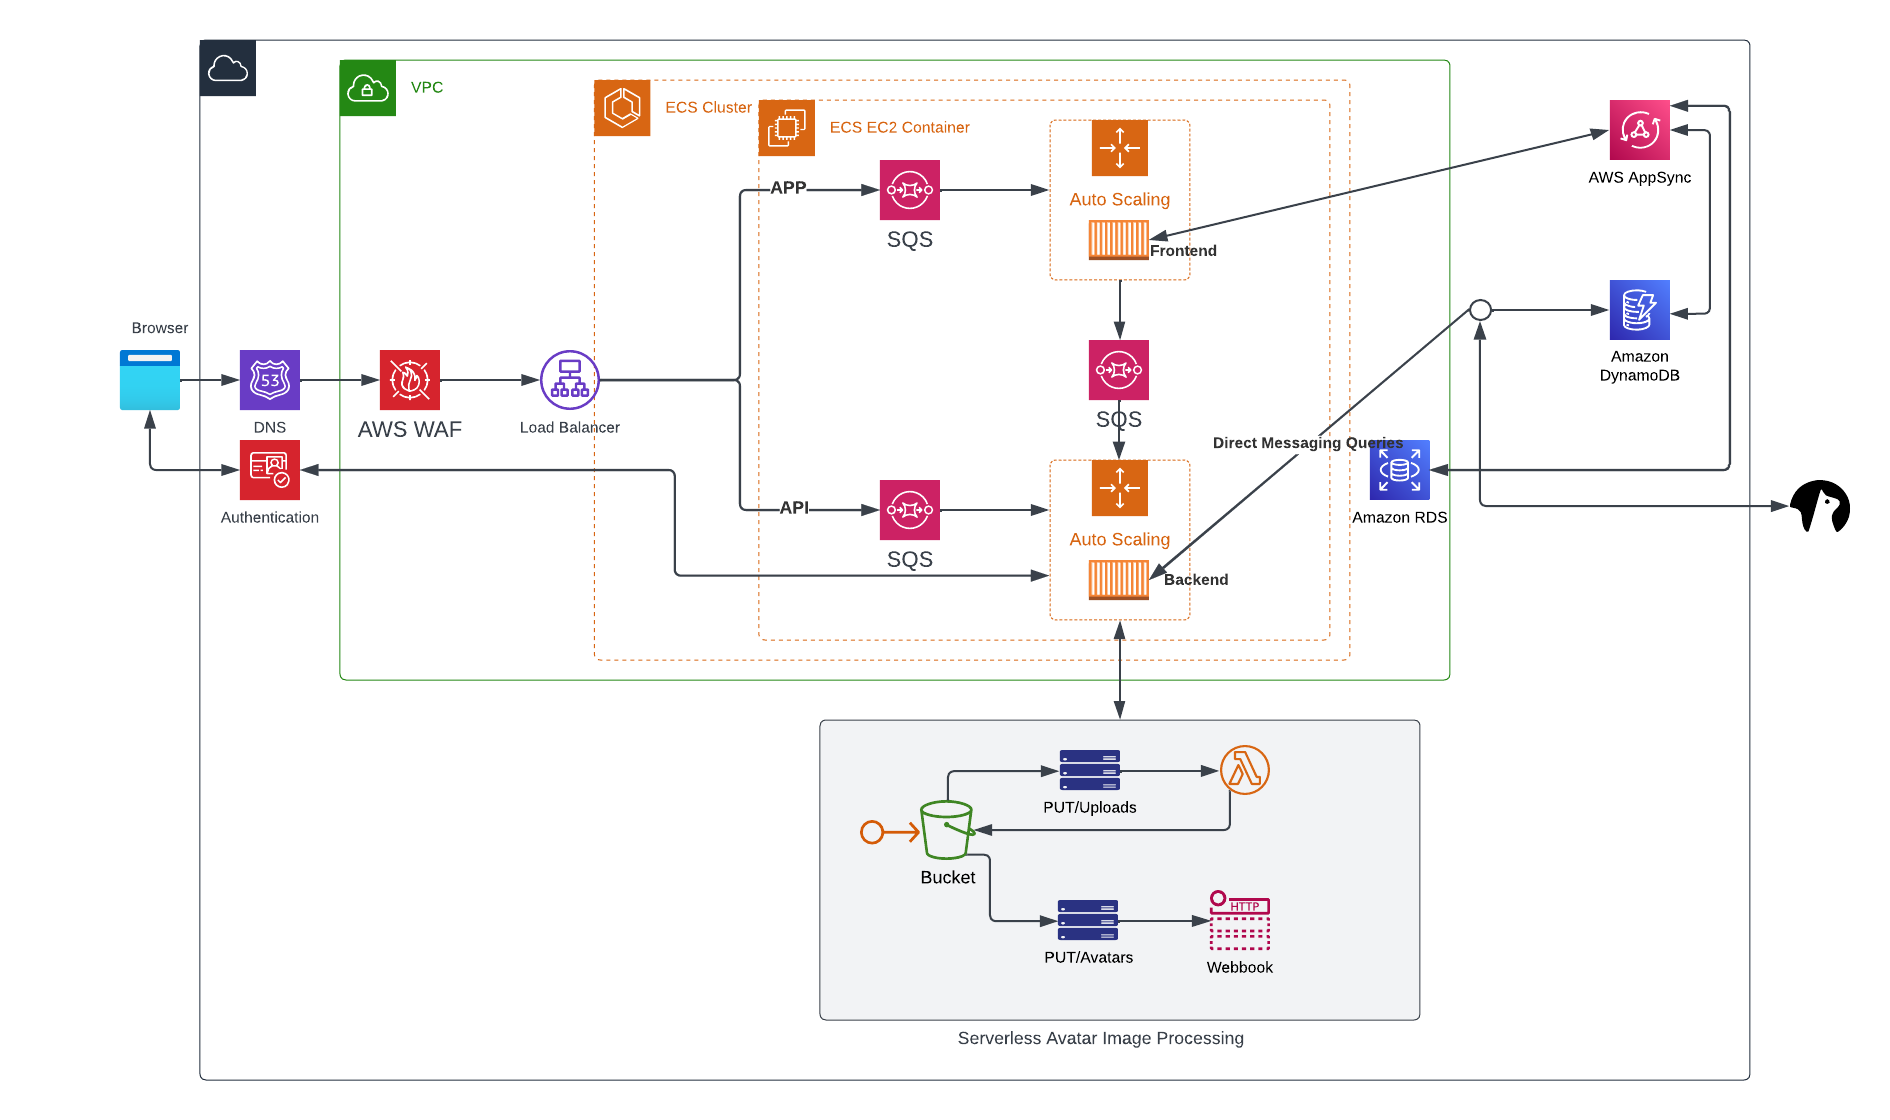 VPC
ECS Cluster
ECS EC2 Container
APP
SQS
Auto Scaling
Frontend
AWS AppSync
Browser
53
DNS
AWS WAF
Load Balancer
SQS
Amazon
DynamoDB
Direct Messaging Queries
Authentication
API
SQS
Auto Scaling
Backend
Amazon RDS
PUT/Uploads
Bucket
HTTP
PUT/Avatars
Webbook
Serverless Avatar Image Processing